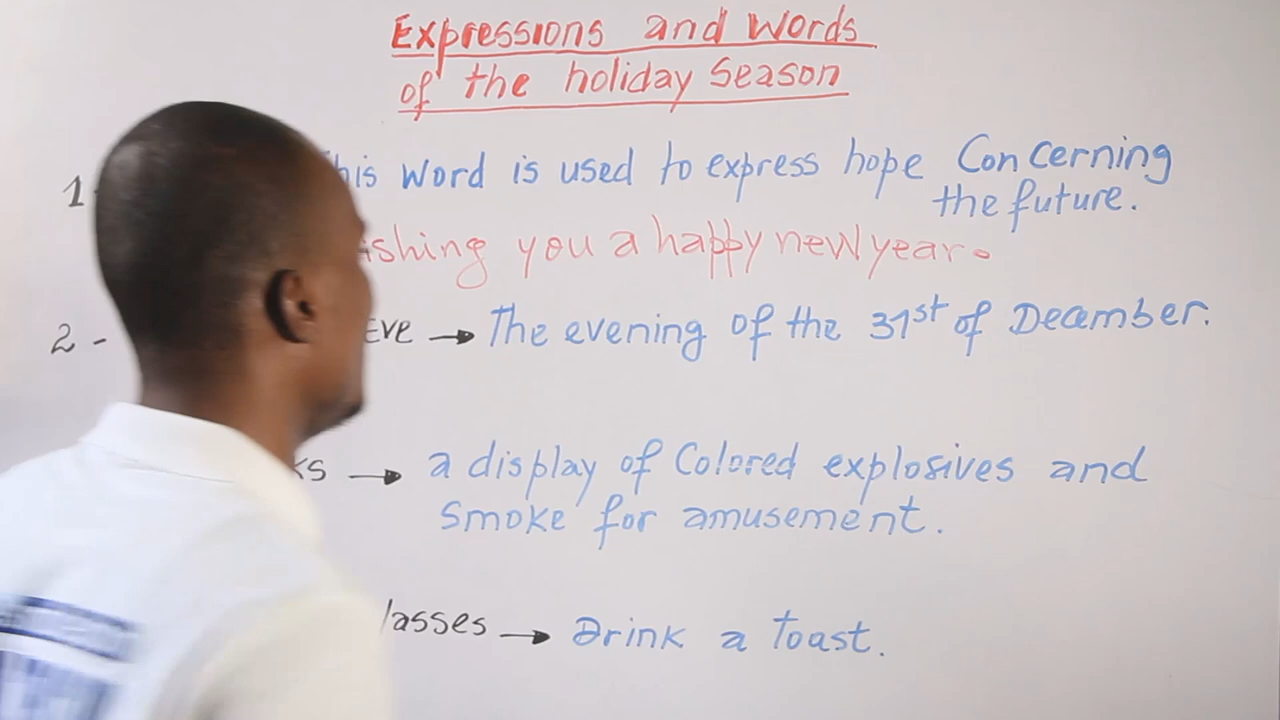 Expressions and words
of the holiday Season
1 his word is used to express hope Concerning
the future.
ishing you a happy new year.
2 - Eve → The evening of the 31st of December.
ks → a display of Colored explosives and
smoke for amusement.
lasses → Drink a toast.